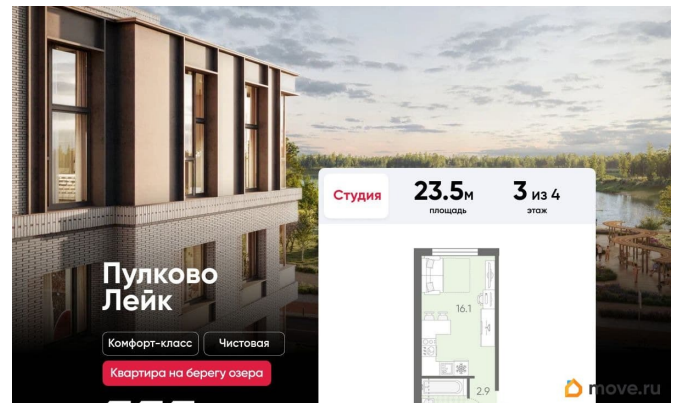 Студия
23.5м
площадь
3 из 4
этаж
Пулково
Лейк
Комфорт-класс
Чистовая
Квартира на берегу озера
16.1
2.9
move.ru